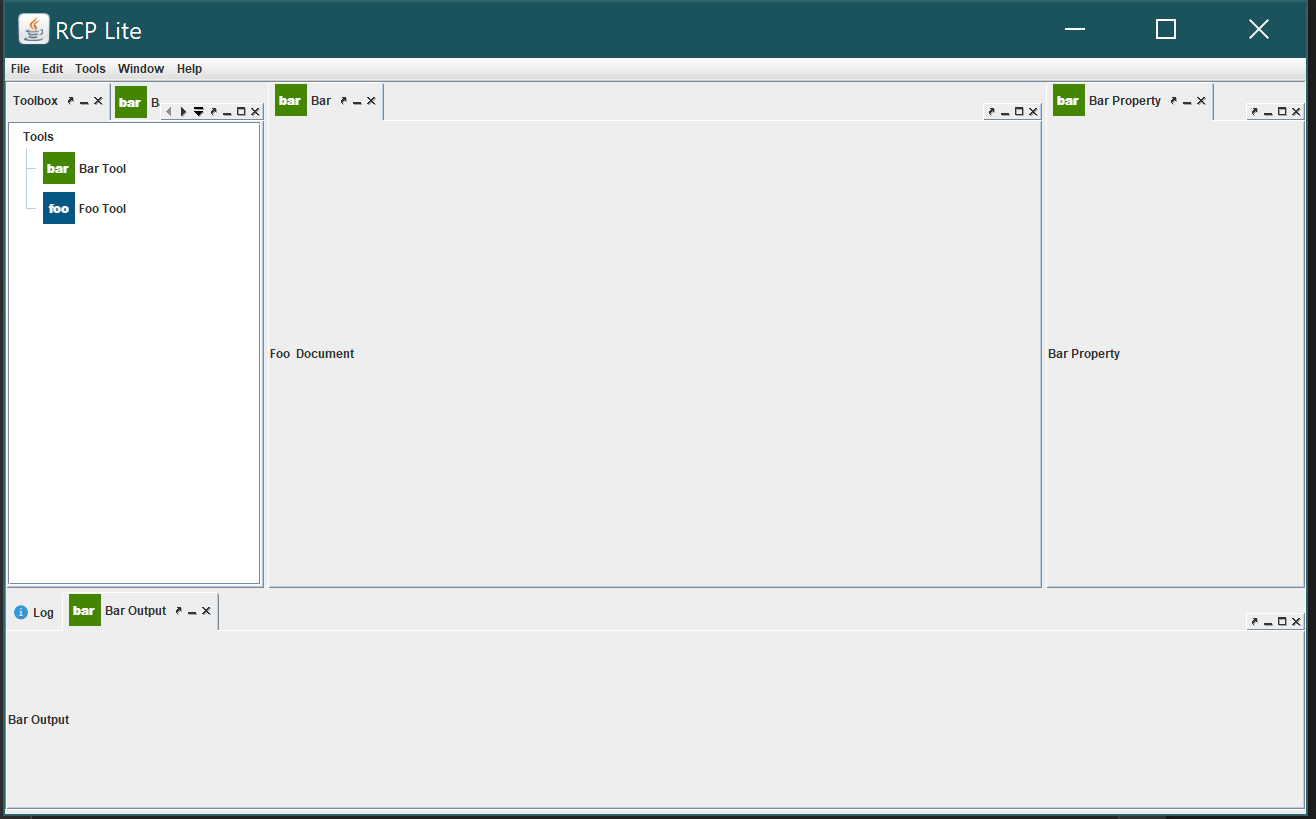 RCP Lite
File Edit Tools Window Help
Toolbox bar B
bar Bar
bar Bar Property
Tools
bar Bar Tool
foo Foo Tool
Foo Document
Bar Property
Log bar Bar Output
Bar Output